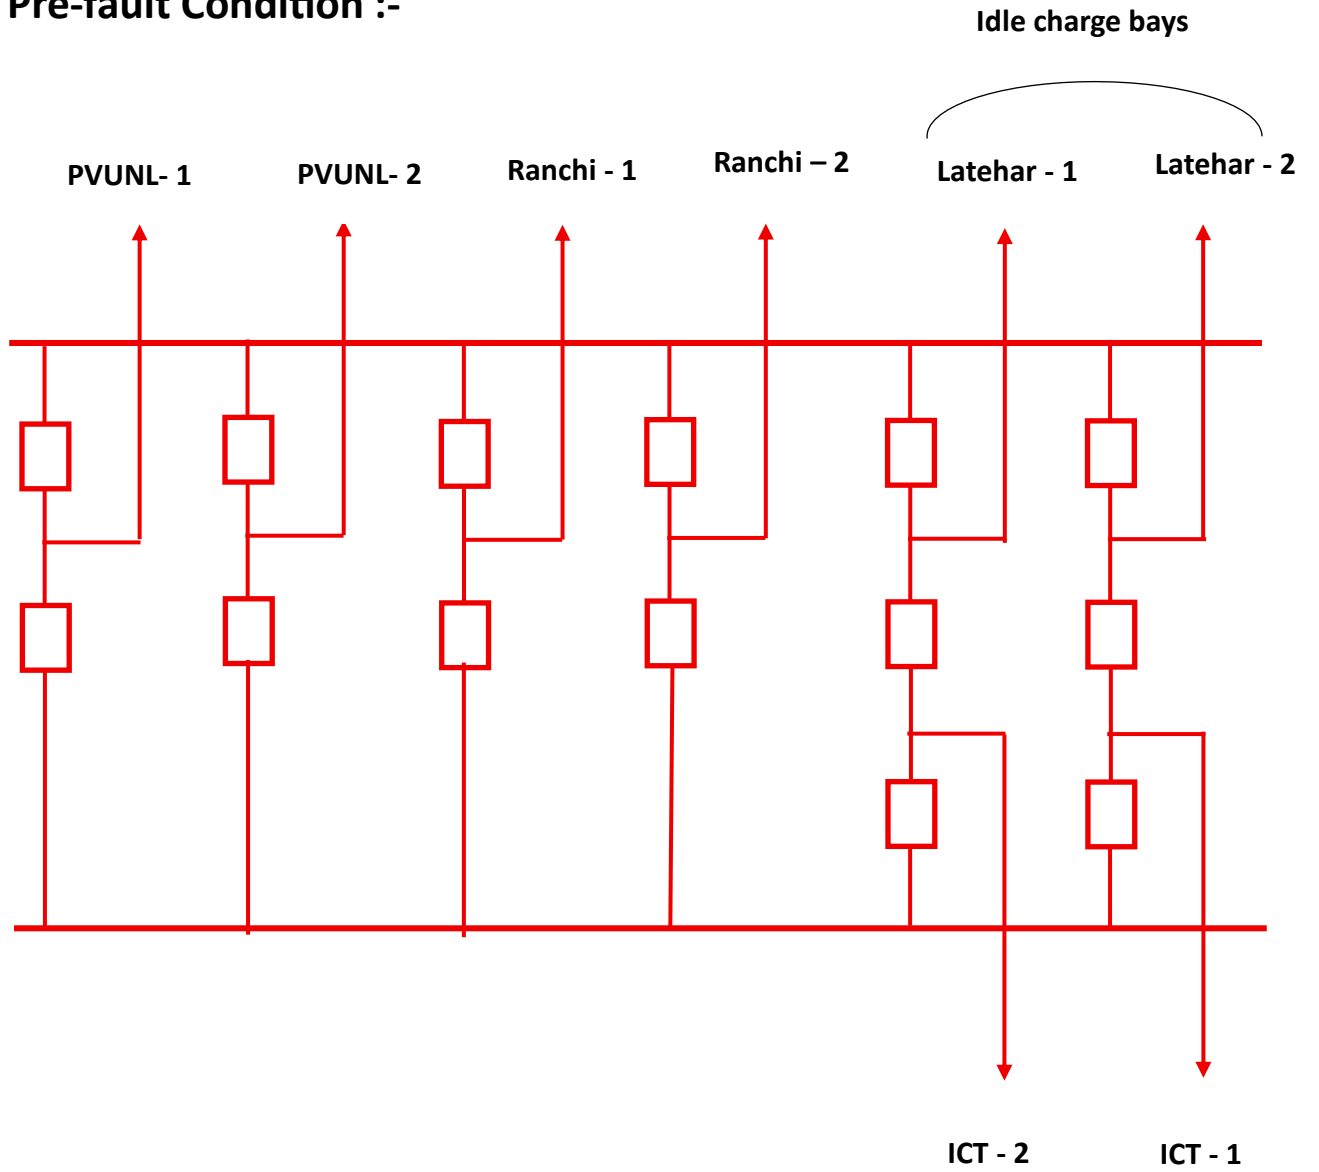 Pre-fault Condition :-
Idle charge bays
PVUNL- 1
PVUNL- 2
Ranchi - 1
Ranchi – 2
Latehar - 1
Latehar - 2
ICT - 2
ICT - 1